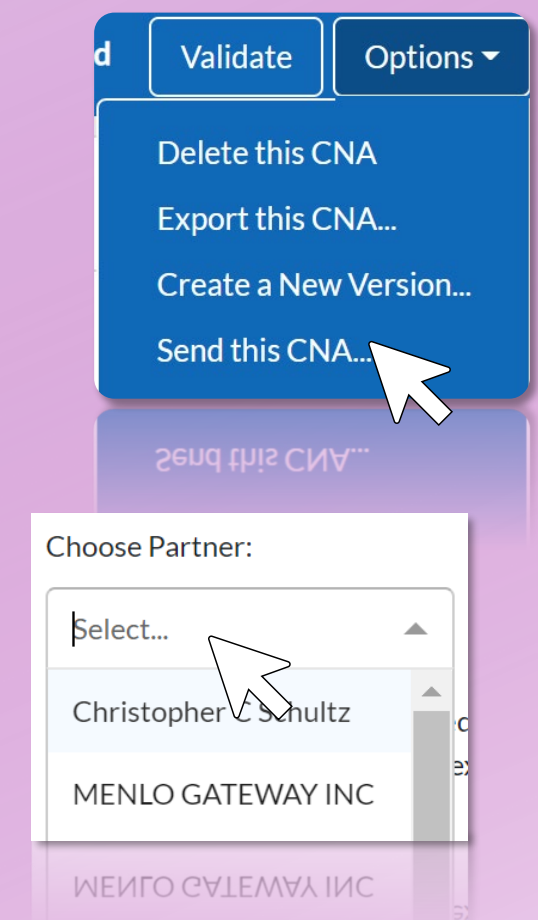 d Validate Options
Delete this CNA
Export this CNA...
Create a New Version...
Send this CNA...
Send this CNA...
Choose Partner:
Select...
Christopher C Schultz
MENLO GATEWAY INC
MENLO GATEWAY INC